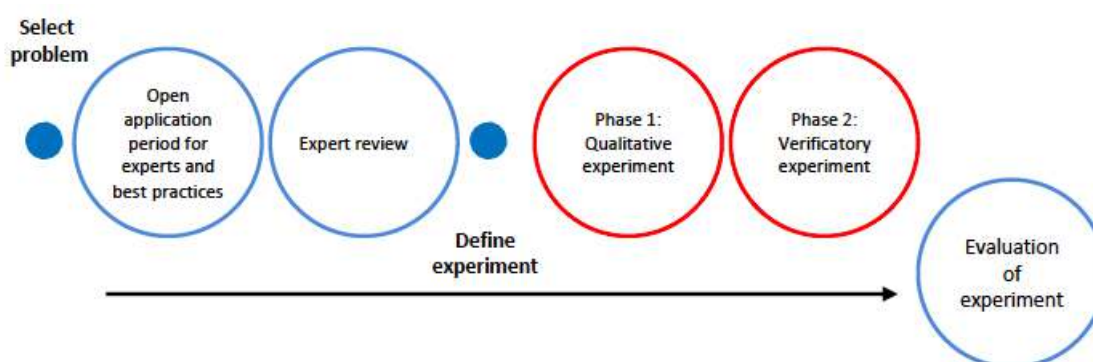 Select
problem
Open
application
period for
experts and
best practices
Expert review
Define
experiment
Phase 1:
Qualitative
experiment
Phase 2:
Verificatory
experiment
Evaluation
of
experiment